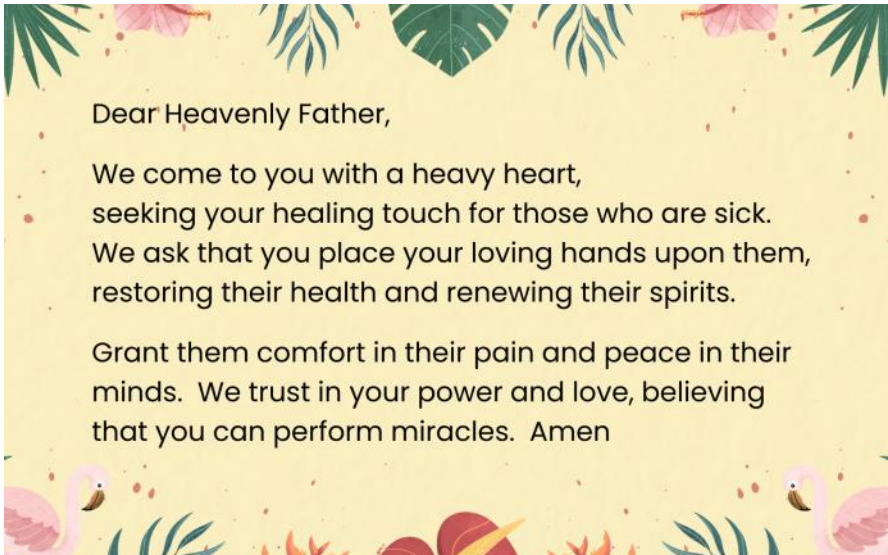 Dear Heavenly Father,
We come to you with a heavy heart,
seeking your healing touch for those who are sick.
We ask that you place your loving hands upon them,
restoring their health and renewing their spirits.
Grant them comfort in their pain and peace in their
minds.  We trust in your power and love, believing
that you can perform miracles.  Amen